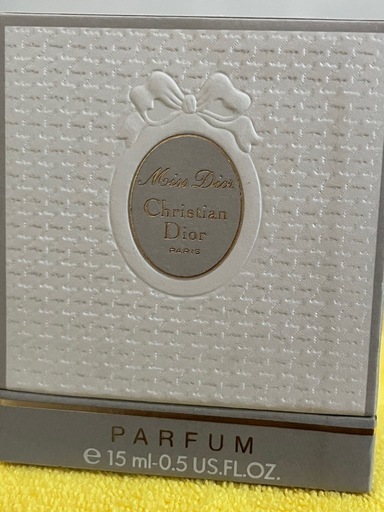 Miss Dior
Christian
Dior
PARIS
PARFUM
℮ 15 ml-0.5 US.FL.OZ.